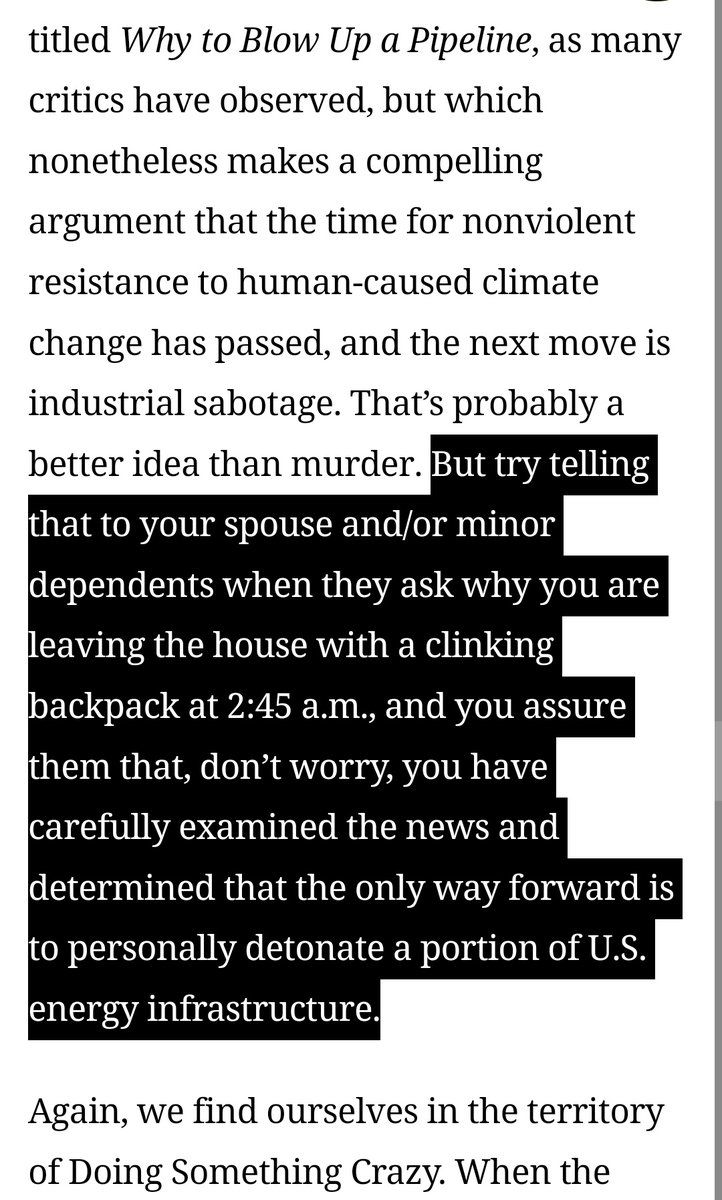 titled Why to Blow Up a Pipeline, as many
critics have observed, but which
nonetheless makes a compelling
argument that the time for nonviolent
resistance to human-caused climate
change has passed, and the next move is
industrial sabotage. That’s probably a
better idea than murder. But try telling
that to your spouse and/or minor
dependents when they ask why you are
leaving the house with a clinking
backpack at 2:45 a.m., and you assure
them that, don’t worry, you have
carefully examined the news and
determined that the only way forward is
to personally detonate a portion of U.S.
energy infrastructure.
Again, we find ourselves in the territory
of Doing Something Crazy. When the